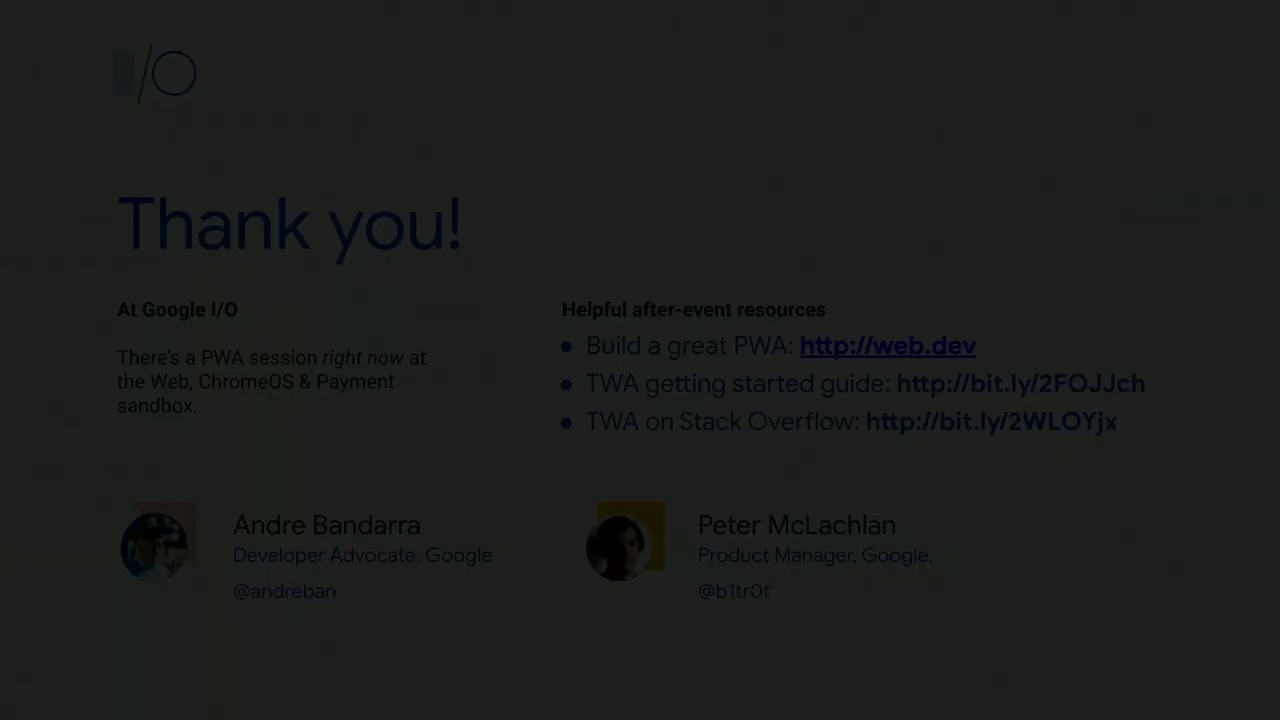 I/O
Thank you!
At Google I/O
There's a PWA session right now at
the Web, ChromeOS & Payment
sandbox.
Helpful after-event resources
● Build a great PWA: http://web.dev
● TWA getting started guide: http://bit.ly/2FOJJch
● TWA on Stack Overflow: http://bit.ly/2WLOYjx
Andre Bandarra
Developer Advocate. Google
@andreban
Peter McLachlan
Product Manager, Google.
@b1tr0t